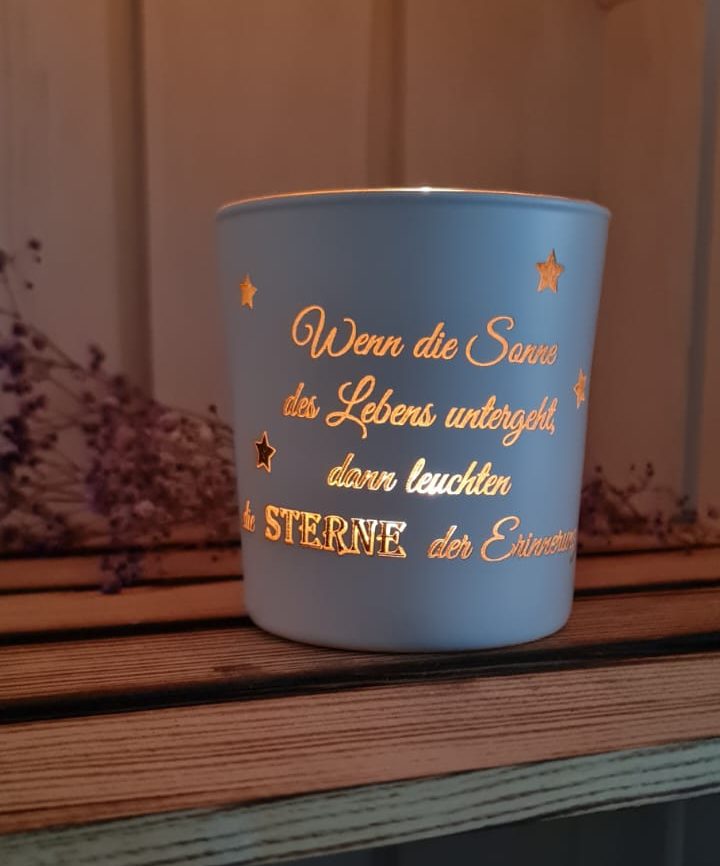 Wenn die Sonne
des Lebens untergeht,
dann leuchten
die STERNE der Erinnerung